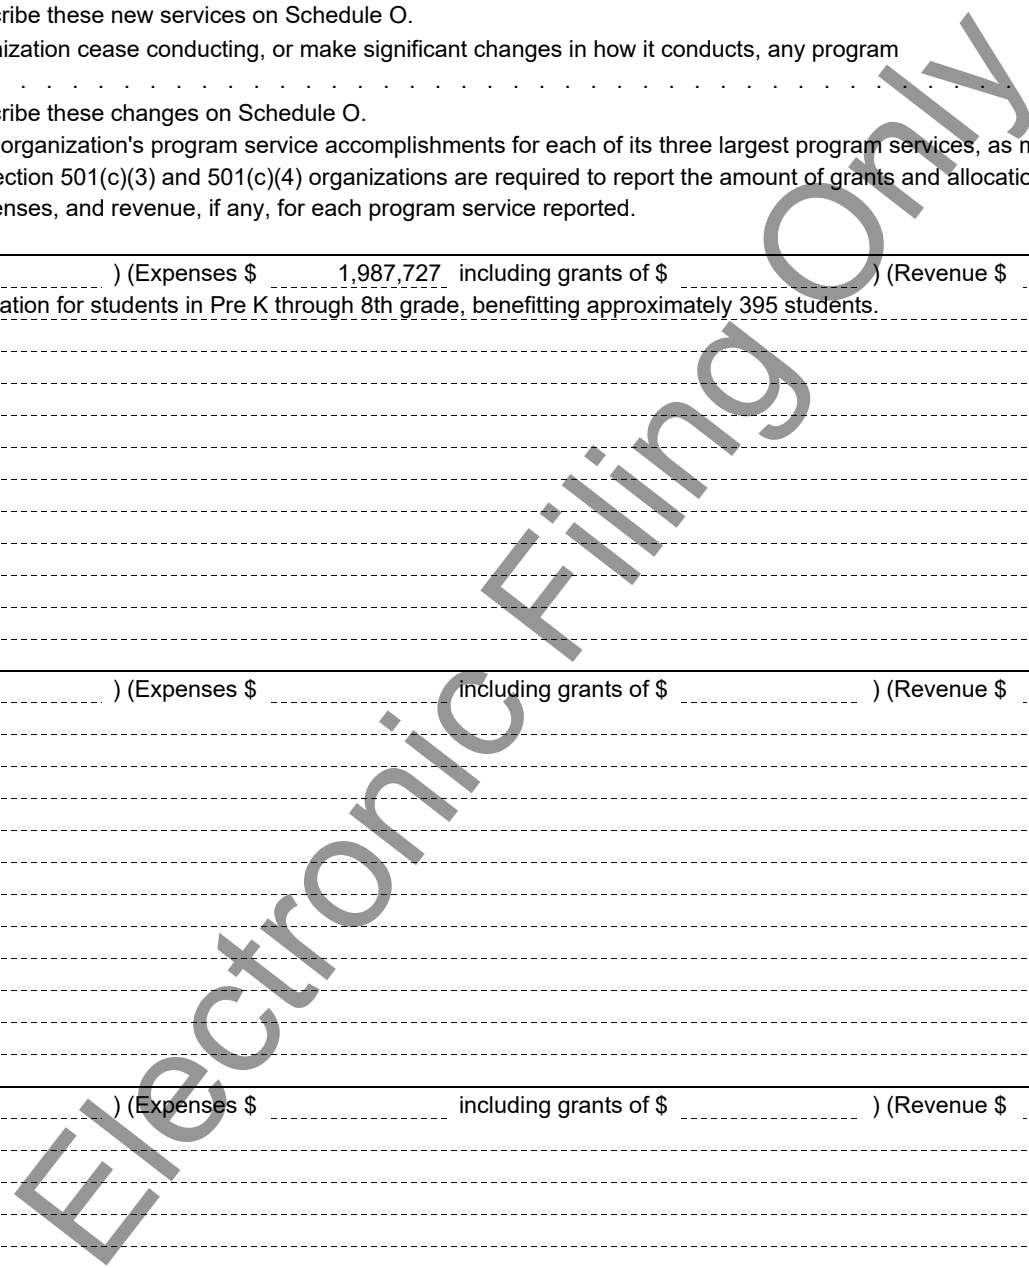 cribe these new services on Schedule O.
nization cease conducting, or make significant changes in how it conducts, any program
. . . . . . . . . . . . . . . . . . . . . . . . . . . . . . . . . . . . . . .
cribe these changes on Schedule O.
organization's program service accomplishments for each of its three largest program services, as m
ection 501(c)(3) and 501(c)(4) organizations are required to report the amount of grants and allocatio
enses, and revenue, if any, for each program service reported.
) (Expenses $ 1,987,727 including grants of $ ) (Revenue $
ation for students in Pre K through 8th grade, benefitting approximately 395 students.
) (Expenses $ including grants of $ ) (Revenue $
) (Expenses $ including grants of $ ) (Revenue $
Electronic Filing Only